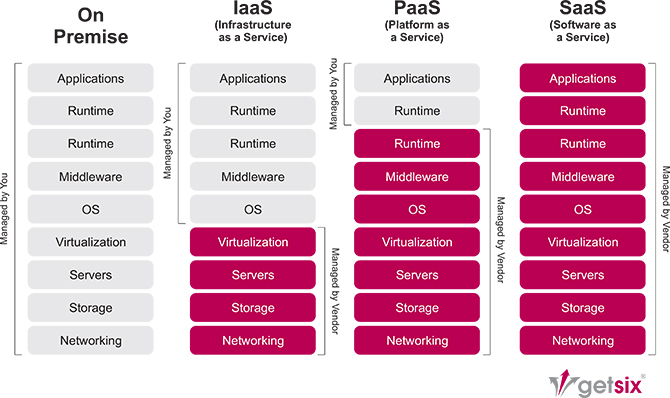 On
Premise
Managed by You
Applications
Runtime
Runtime
Middleware
OS
Virtualization
Servers
Storage
Networking
IaaS
(Infrastructure
as a Service)
Managed by You
Applications
Runtime
Runtime
Middleware
OS
Virtualization
Servers
Storage
Networking
Managed by Vendor
PaaS
(Platform as
a Service)
Managed by You
Applications
Runtime
Runtime
Middleware
OS
Virtualization
Servers
Storage
Networking
Managed by Vendor
SaaS
(Software as
a Service)
Applications
Runtime
Runtime
Middleware
OS
Virtualization
Servers
Storage
Networking
Managed by Vendor
getsix®